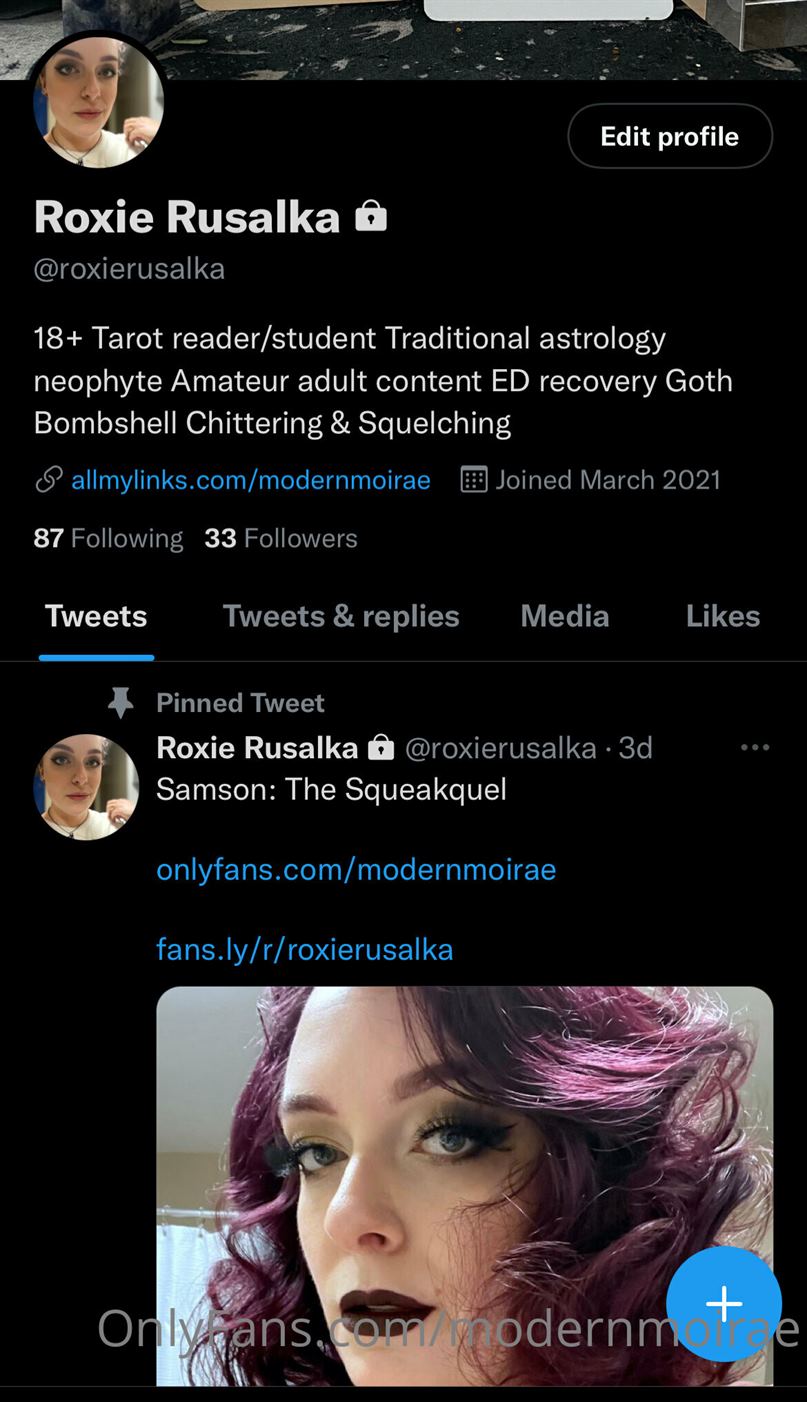 Edit profile
Roxie Rusalka
@roxierusalka
18+ Tarot reader/student Traditional astrology
neophyte Amateur adult content ED recovery Goth
Bombshell Chittering & Squelching
allmylinks.com/modernmoirae Joined March 2021
87 Following 33 Followers
Tweets Tweets & replies Media Likes
Pinned Tweet
Roxie Rusalka @roxierusalka · 3d
Samson: The Squeakquel
onlyfans.com/modernmoirae
fans.ly/r/roxierusalka
OnlyFans.com/modernmoirae